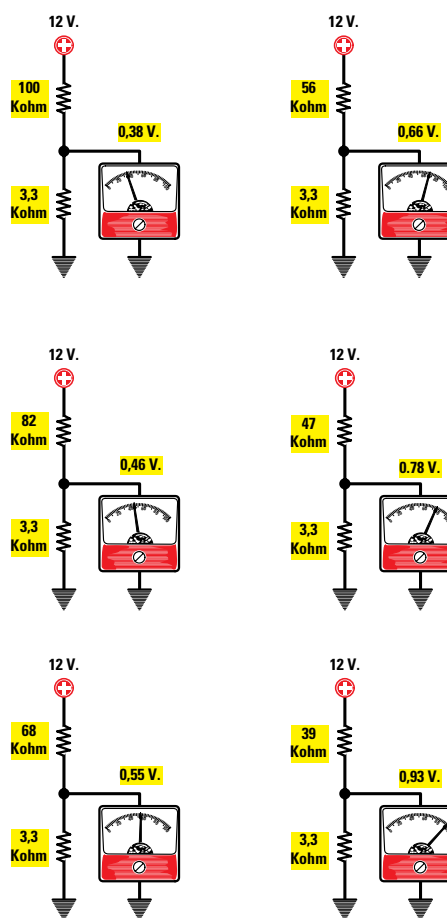 12 V.
100
Kohm
0,38 V.
3,3
Kohm
12 V.
56
Kohm
0,66 V.
3,3
Kohm
12 V.
82
Kohm
0,46 V.
3,3
Kohm
12 V.
47
Kohm
0.78 V.
3,3
Kohm
12 V.
68
Kohm
0,55 V.
3,3
Kohm
12 V.
39
Kohm
0,93 V.
3,3
Kohm